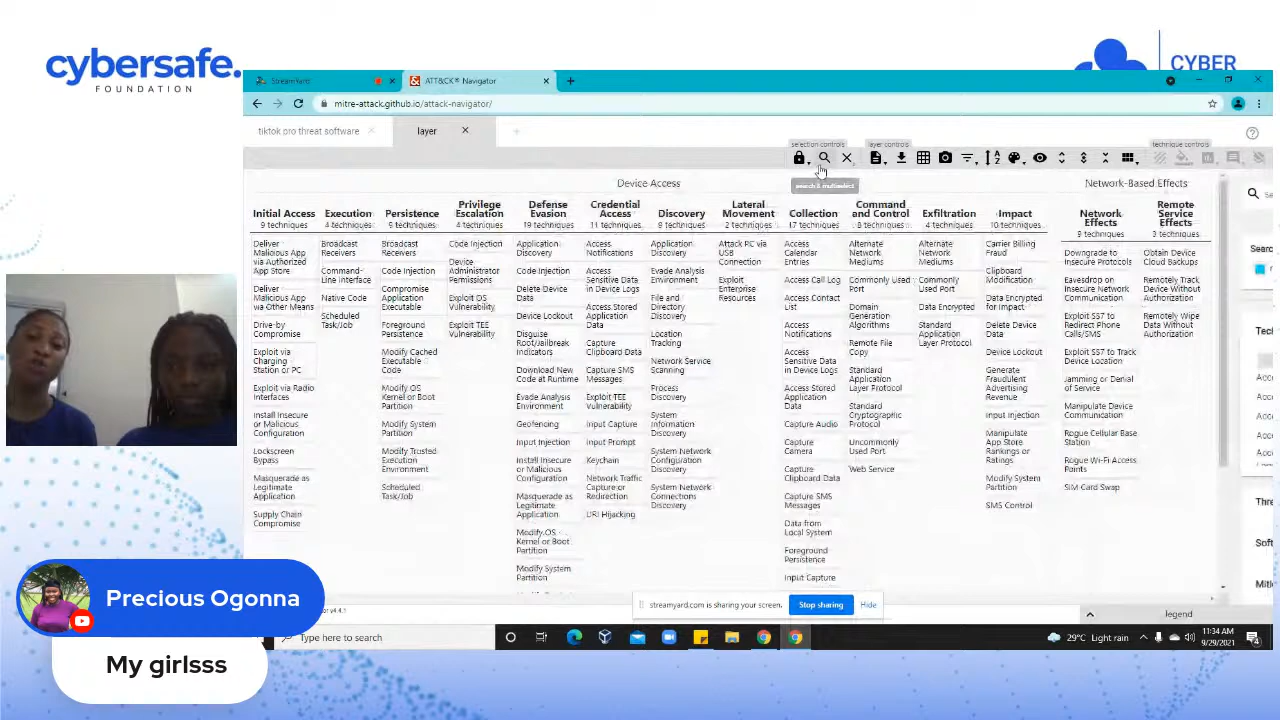 cybersafe.
FOUNDATION
CYBER
StreamYard
ATT&CK® Navigator
mitre-attack.github.io/attack-navigator/
tiktok pro threat software
layer
selection controls
layer controls
technique controls
search & multiselect
Device Access
Network-Based Effects
Initial Access
9 techniques
Deliver
Malicious App
via Authorized
App Store
Deliver
Malicious App
via Other Means
Drive-by
Compromise
Exploit via
Charging
Station or PC
Exploit via Radio
Interfaces
Install Insecure
or Malicious
Configuration
Lockscreen
Bypass
Masquerade as
Legitimate
Application
Supply Chain
Compromise
Execution
4 techniques
Broadcast
Receivers
Command-
Line Interface
Native Code
Scheduled
Task/Job
Persistence
9 techniques
Broadcast
Receivers
Code Injection
Compromise
Application
Executable
Foreground
Persistence
Modify Cached
Executable
Code
Modify OS
Kernel or Boot
Partition
Modify System
Partition
Modify Trusted
Execution
Environment
Scheduled
Task/Job
Privilege
Escalation
4 techniques
Code Injection
Device
Administrator
Permissions
Exploit OS
Vulnerability
Exploit TEE
Vulnerability
Defense
Evasion
19 techniques
Application
Discovery
Code Injection
Delete Device
Data
Device Lockout
Disguise
Root/Jailbreak
Indicators
Download New
Code at Runtime
Evade Analysis
Environment
Geofencing
Input Injection
Install Insecure
or Malicious
Configuration
Masquerade as
Legitimate
Application
Modify OS
Kernel or Boot
Partition
Modify System
Partition
Credential
Access
11 techniques
Access
Notifications
Access
Sensitive Data
in Device Logs
Access Stored
Application
Data
Capture
Clipboard Data
Capture SMS
Messages
Exploit TEE
Vulnerability
Input Capture
Input Prompt
Keychain
Network Traffic
Capture or
Redirection
URI Hijacking
Discovery
9 techniques
Application
Discovery
Evade Analysis
Environment
File and
Directory
Discovery
Location
Tracking
Network Service
Scanning
Process
Discovery
System
Information
Discovery
System Network
Configuration
Discovery
System Network
Connections
Discovery
Lateral
Movement
2 techniques
Attack PC via
USB
Connection
Exploit
Enterprise
Resources
Collection
17 techniques
Access
Calendar
Entries
Access Call Log
Access Contact
List
Access
Notifications
Access
Sensitive Data
in Device Logs
Access Stored
Application
Data
Capture Audio
Capture
Camera
Capture
Clipboard Data
Capture SMS
Messages
Data from
Local System
Foreground
Persistence
Input Capture
Command
and Control
8 techniques
Alternate
Network
Mediums
Commonly Used
Port
Domain
Generation
Algorithms
Remote File
Copy
Standard
Application
Layer Protocol
Standard
Cryptographic
Protocol
Uncommonly
Used Port
Web Service
Exfiltration
4 techniques
Alternate
Network
Mediums
Commonly
Used Port
Data Encrypted
Standard
Application
Layer Protocol
Impact
10 techniques
Carrier Billing
Fraud
Clipboard
Modification
Data Encrypted
for Impact
Delete Device
Data
Device Lockout
Generate
Fraudulent
Advertising
Revenue
Input Injection
Manipulate
App Store
Rankings or
Ratings
Modify System
Partition
SMS Control
Network
Effects
9 techniques
Downgrade to
Insecure Protocols
Eavesdrop on
Insecure Network
Communication
Exploit SS7 to
Redirect Phone
Calls/SMS
Exploit SS7 to Track
Device Location
Jamming or Denial
of Service
Manipulate Device
Communication
Rogue Cellular Base
Station
Rogue Wi-Fi Access
Points
SIM Card Swap
Remote
Service
Effects
3 techniques
Obtain Device
Cloud Backups
Remotely Track
Device Without
Authorization
Remotely Wipe
Data Without
Authorization
legend
streamyard.com is sharing your screen.
Stop sharing
Hide
Type here to search
29°C Light rain
11:34 AM
9/29/2021
Precious Ogonna
My girlsss